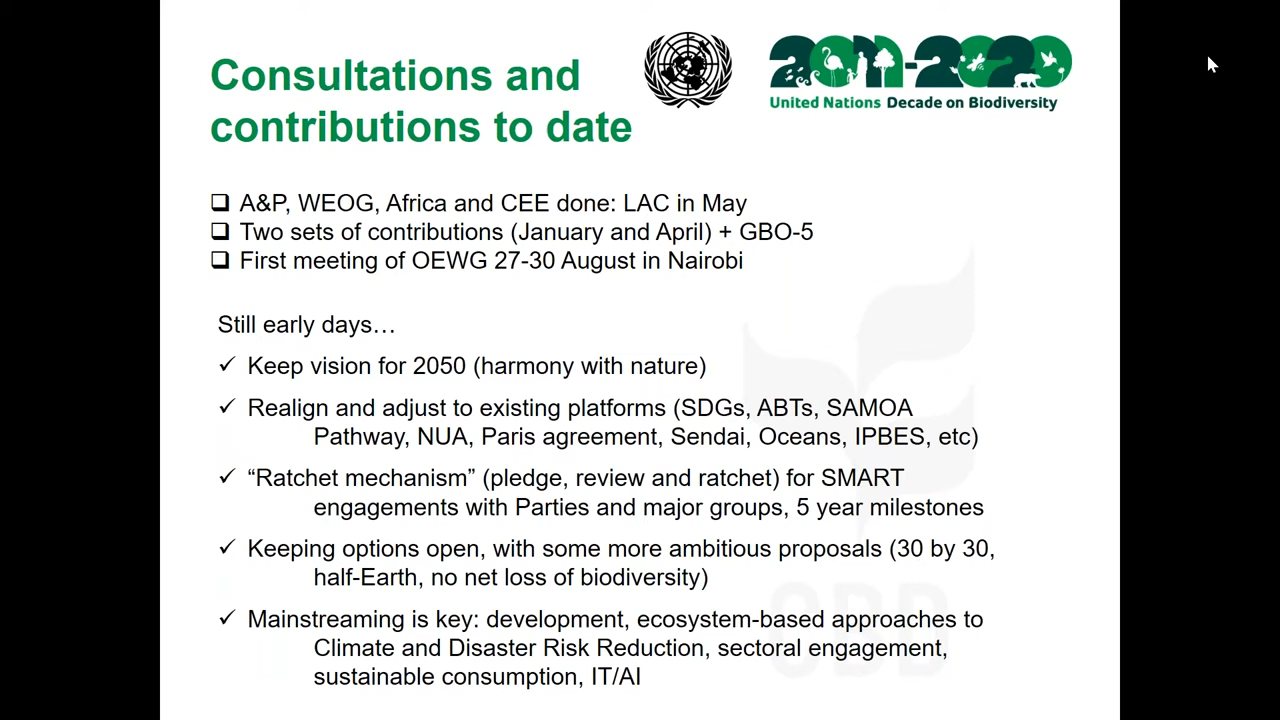 Consultations and
contributions to date
2011-2020
United Nations Decade on Biodiversity
❑ A&P, WEOG, Africa and CEE done: LAC in May
❑ Two sets of contributions (January and April) + GBO-5
❑ First meeting of OEWG 27-30 August in Nairobi
Still early days…
✓ Keep vision for 2050 (harmony with nature)
✓ Realign and adjust to existing platforms (SDGs, ABTs, SAMOA
Pathway, NUA, Paris agreement, Sendai, Oceans, IPBES, etc)
✓ “Ratchet mechanism” (pledge, review and ratchet) for SMART
engagements with Parties and major groups, 5 year milestones
✓ Keeping options open, with some more ambitious proposals (30 by 30,
half-Earth, no net loss of biodiversity)
✓ Mainstreaming is key: development, ecosystem-based approaches to
Climate and Disaster Risk Reduction, sectoral engagement,
sustainable consumption, IT/AI
CBD